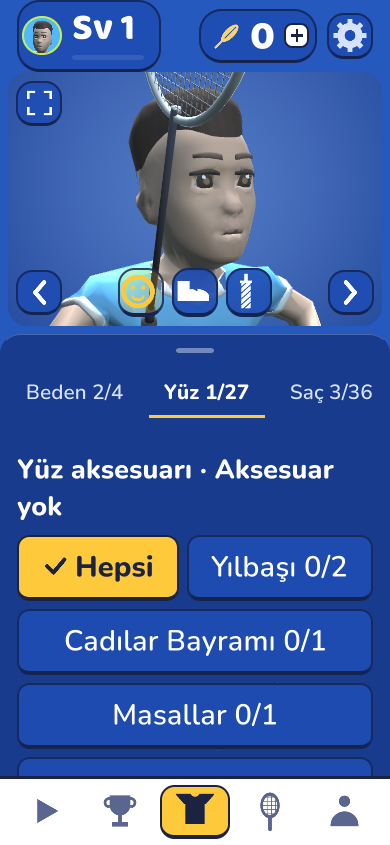 Sv 1
0
Beden 2/4
Yüz 1/27
Saç 3/36
Yüz aksesuarı · Aksesuar
yok
Hepsi
Yılbaşı 0/2
Cadılar Bayramı 0/1
Masallar 0/1